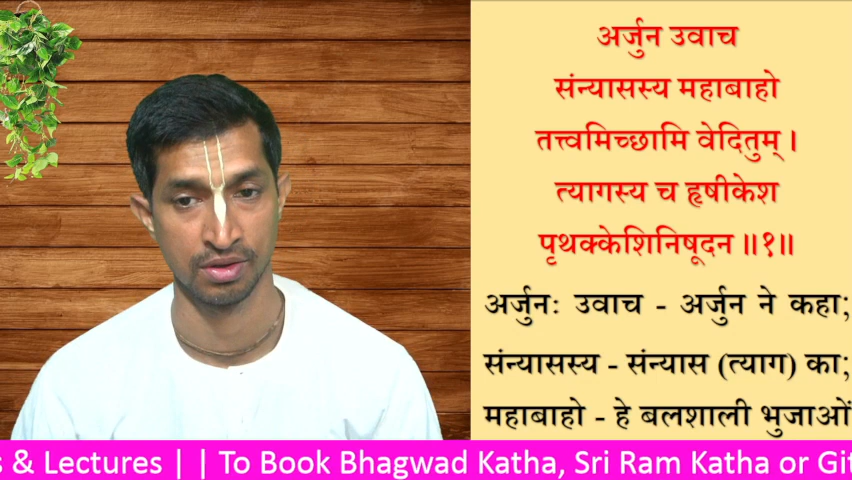 अर्जुन उवाच
संन्यासस्य महाबाहो
तत्त्वमिच्छामि वेदितुम् ।
त्यागस्य च हृषीकेश
पृथक्केशिनिषूदन ॥१॥
अर्जुनः उवाच - अर्जुन ने कहा;
संन्यासस्य - संन्यास (त्याग) का;
महाबाहो - हे बलशाली भुजाओं
s & Lectures | | To Book Bhagwad Katha, Sri Ram Katha or Git